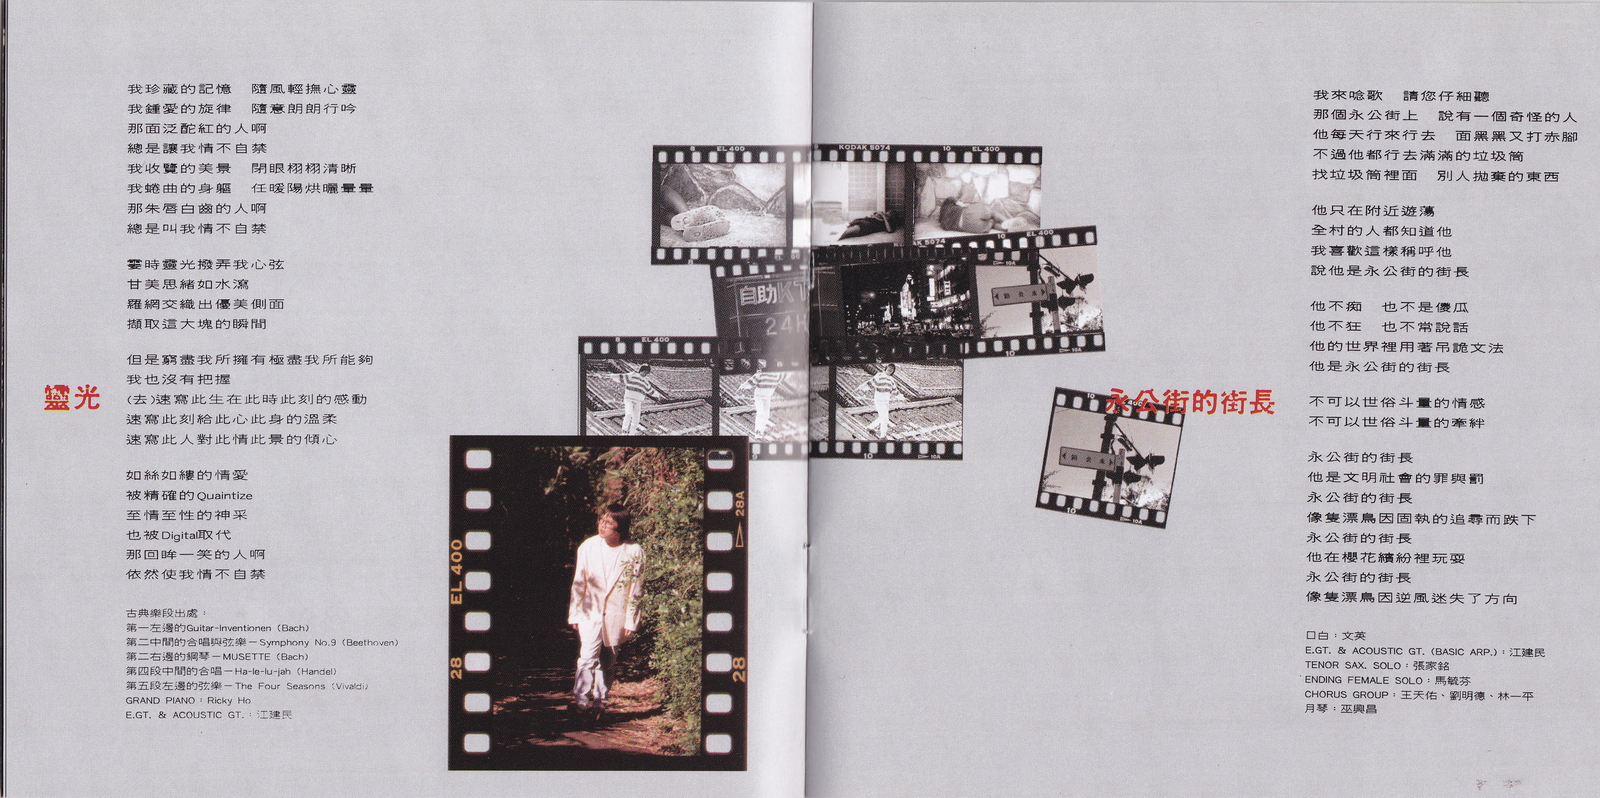 靈光
我珍藏的記憶　隨風輕撫心靈
我鍾愛的旋律　隨意朗朗行吟
那面泛酡紅的人啊
總是讓我情不自禁
我收覽的美景　閉眼栩栩清晰
我蜷曲的身軀　任暖陽烘曬暈暈
那朱唇白齒的人啊
總是叫我情不自禁
霎時靈光撥弄我心弦
甘美思緒如水瀉
羅網交織出優美側面
擷取這大塊的瞬間
但是窮盡我所擁有極盡我所能夠
我也沒有把握
(去)速寫此生在此時此刻的感動
速寫此刻給此心此身的溫柔
速寫此人對此情此景的傾心
如絲如縷的情愛
被精確的Quaintize
至情至性的神采
也被Digital取代
那回眸一笑的人啊
依然使我情不自禁
古典樂段出處：
第一左邊的Guitar-Inventionen (Bach)
第二中間的合唱與弦樂－Symphony No.9 (Beethoven)
第二右邊的鋼琴－MUSETTE (Bach)
第四段中間的合唱－Ha-le-lu-jah (Handel)
第五段左邊的弦樂－The Four Seasons (Vivaldi)
GRAND PIANO：Ricky Ho
E.GT. & ACOUSTIC GT.：江建民
8 EL 400 9 KODAK 5074 10 EL 400
AK 5074 10 EL 400
自助KT
24H
10 10A
EL 400
10 10A
EL 400
28
28A
28
10
10 10A
永公街的街長
我來唸歌　請您仔細聽
那個永公街上　說有一個奇怪的人
他每天行來行去　面黑黑又打赤腳
不過他都行去滿滿的垃圾筒
找垃圾筒裡面　別人拋棄的東西
他只在附近遊蕩
全村的人都知道他
我喜歡這樣稱呼他
說他是永公街的街長
他不痴　也不是傻瓜
他不狂　也不常說話
他的世界裡用著吊詭文法
他是永公街的街長
不可以世俗斗量的情感
不可以世俗斗量的牽絆
永公街的街長
他是文明社會的罪與罰
永公街的街長
像隻漂鳥因固執的追尋而跌下
永公街的街長
他在櫻花繽紛裡玩耍
永公街的街長
像隻漂鳥因逆風迷失了方向
口白：文英
E.GT. & ACOUSTIC GT. (BASIC ARP.)：江建民
TENOR SAX. SOLO：張家銘
ENDING FEMALE SOLO：馬毓芬
CHORUS GROUP：王天佑、劉明德、林一平
月琴：巫興昌